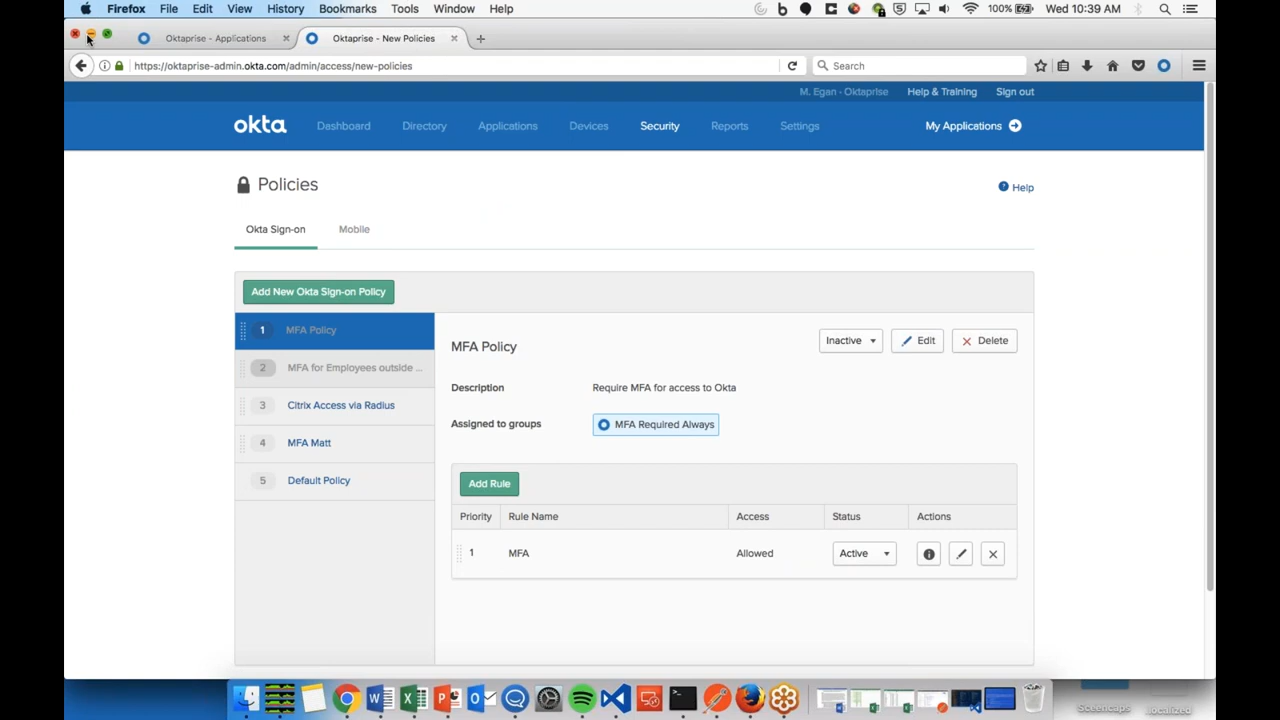 Firefox File Edit View History Bookmarks Tools Window Help 100% Wed 10:39 AM
Oktaprise - Applications Oktaprise - New Policies
https://oktaprise-admin.okta.com/admin/access/new-policies Search
M. Egan - Oktaprise Help & Training Sign out
okta Dashboard Directory Applications Devices Security Reports Settings My Applications
Policies
Help
Okta Sign-on Mobile
Add New Okta Sign-on Policy
1 MFA Policy
2 MFA for Employees outside ...
3 Citrix Access via Radius
4 MFA Matt
5 Default Policy
MFA Policy Inactive Edit Delete
Description Require MFA for access to Okta
Assigned to groups MFA Required Always
Add Rule
Priority Rule Name Access Status Actions
1 MFA Allowed Active
Screencaps localized